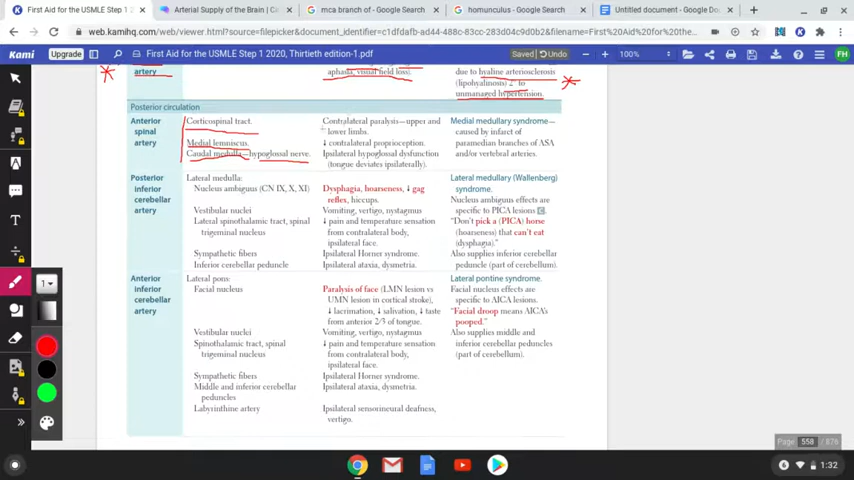 First Aid for the USMLE Step 1
Arterial Supply of the Brain (
mca branch of - Google Search
homunculus - Google Search
Untitled document - Google Do
web.kamihq.com/web/viewer.html?source=filepicker&document_identifier=c1dfdafb-ad44-488c-b3
Kami
Upgrade
First Aid for the USMLE Step 1 2020, Thirtieth edition-1.pdf
Saved
Undo
100%
FH
artery
aphasia, visual field loss).
due to hyaline arteriosclerosis
(lipohyalinosis) 2° to
unmanaged hypertension.
Posterior circulation
Anterior
spinal
artery
Corticospinal tract.
Medial lemniscus.
Caudal medulla—hypoglossal nerve.
Contralateral paralysis—upper and
lower limbs.
↓ contralateral proprioception.
Ipsilateral hypoglossal dysfunction
(tongue deviates ipsilaterally).
Medial medullary syndrome—
caused by infarct of
paramedian branches of ASA
and/or vertebral arteries.
Posterior
inferior
cerebellar
artery
Lateral medulla:
Nucleus ambiguus (CN IX, X, XI)
Vestibular nuclei
Lateral spinothalamic tract, spinal
trigeminal nucleus
Sympathetic fibers
Inferior cerebellar peduncle
Dysphagia, hoarseness, ↓ gag
reflex, hiccups.
Vomiting, vertigo, nystagmus
↓ pain and temperature sensation
from contralateral body,
ipsilateral face.
Ipsilateral Horner syndrome.
Ipsilateral ataxia, dysmetria.
Lateral medullary (Wallenberg)
syndrome.
Nucleus ambiguus effects are
specific to PICA lesions
"Don't pick a (PICA) horse
(hoarseness) that can't eat
(dysphagia)."
Also supplies inferior cerebellar
peduncle (part of cerebellum).
Anterior
inferior
cerebellar
artery
Lateral pons:
Facial nucleus
Vestibular nuclei
Spinothalamic tract, spinal
trigeminal nucleus
Sympathetic fibers
Middle and inferior cerebellar
peduncles
Labyrinthine artery
Paralysis of face (LMN lesion vs
UMN lesion in cortical stroke),
↓ lacrimation, ↓ salivation, ↓ taste
from anterior 2/3 of tongue.
Vomiting, vertigo, nystagmus
↓ pain and temperature sensation
from contralateral body,
ipsilateral face.
Ipsilateral Horner syndrome.
Ipsilateral ataxia, dysmetria.
Ipsilateral sensorineural deafness,
vertigo.
Lateral pontine syndrome.
Facial nucleus effects are
specific to AICA lesions.
"Facial droop means AICA's
pooped."
Also supplies middle and
inferior cerebellar peduncles
(part of cerebellum).
1
Page 558 / 876
1:32